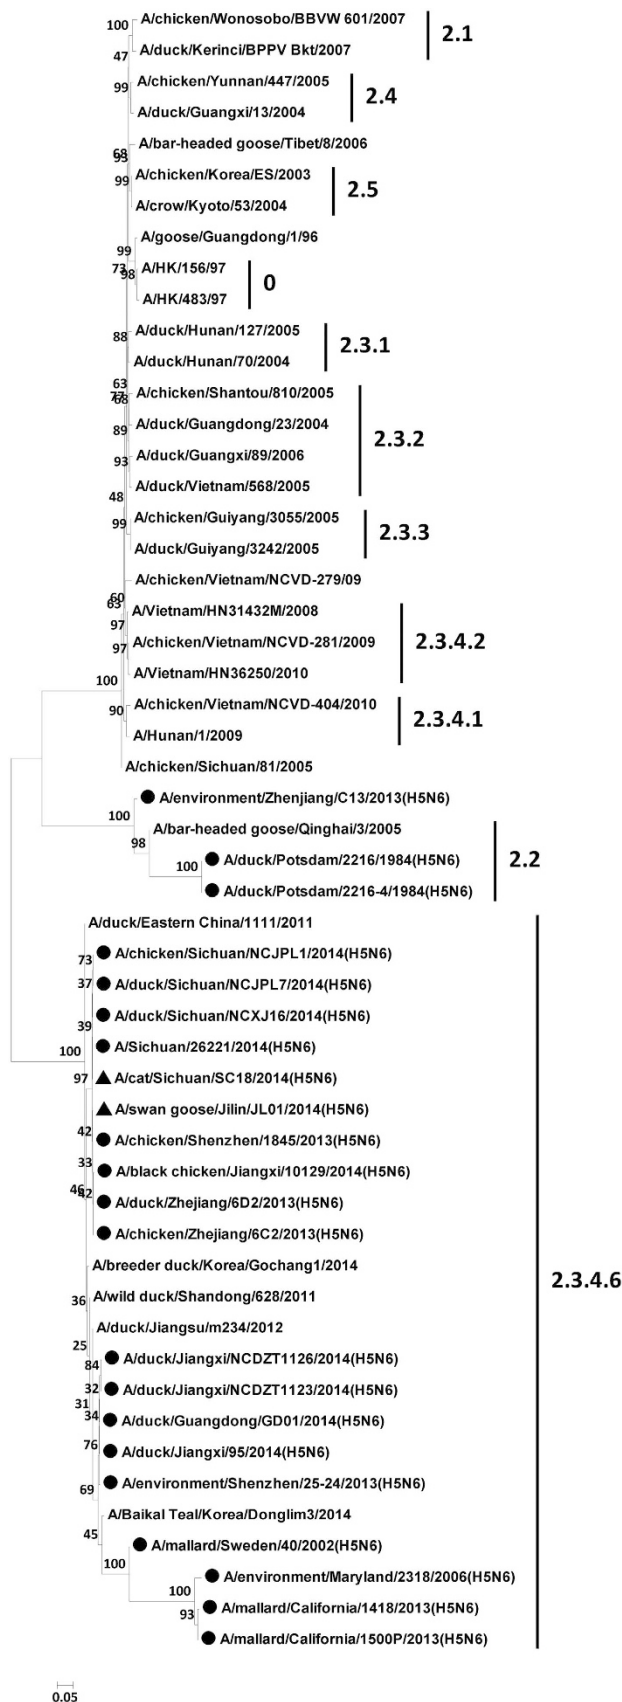 A/chicken/Wonosobo/BBVW 601/2007
100
2.1
47
A/duck/Kerinci/BPPV Bkt/2007
A/chicken/Yunnan/447/2005
99
2.4
A/duck/Guangxi/13/2004
A/bar-headed goose/Tibet/8/2006
68
93
A/chicken/Korea/ES/2003
99
2.5
A/crow/Kyoto/53/2004
A/goose/Guangdong/1/96
99
A/HK/156/97
73
98
0
A/HK/483/97
A/duck/Hunan/127/2005
88
2.3.1
A/duck/Hunan/70/2004
63
A/chicken/Shantou/810/2005
77
68
A/duck/Guangdong/23/2004
89
2.3.2
A/duck/Guangxi/89/2006
93
A/duck/Vietnam/568/2005
48
A/chicken/Guiyang/3055/2005
99
2.3.3
A/duck/Guiyang/3242/2005
A/chicken/Vietnam/NCVD-279/09
60
63
A/Vietnam/HN31432M/2008
97
A/chicken/Vietnam/NCVD-281/2009
97
2.3.4.2
A/Vietnam/HN36250/2010
100
A/chicken/Vietnam/NCVD-404/2010
90
2.3.4.1
A/Hunan/1/2009
A/chicken/Sichuan/81/2005
A/environment/Zhenjiang/C13/2013(H5N6)
100
A/bar-headed goose/Qinghai/3/2005
98
A/duck/Potsdam/2216/1984(H5N6)
100
2.2
A/duck/Potsdam/2216-4/1984(H5N6)
A/duck/Eastern China/1111/2011
A/chicken/Sichuan/NCJPL1/2014(H5N6)
73
A/duck/Sichuan/NCJPL7/2014(H5N6)
37
A/duck/Sichuan/NCXJ16/2014(H5N6)
39
A/Sichuan/26221/2014(H5N6)
100
A/cat/Sichuan/SC18/2014(H5N6)
97
A/swan goose/Jilin/JL01/2014(H5N6)
42
A/chicken/Shenzhen/1845/2013(H5N6)
33
A/black chicken/Jiangxi/10129/2014(H5N6)
46
42
A/duck/Zhejiang/6D2/2013(H5N6)
A/chicken/Zhejiang/6C2/2013(H5N6)
A/breeder duck/Korea/Gochang1/2014
2.3.4.6
36
A/wild duck/Shandong/628/2011
A/duck/Jiangsu/m234/2012
25
84
A/duck/Jiangxi/NCDZT1126/2014(H5N6)
32
A/duck/Jiangxi/NCDZT1123/2014(H5N6)
31
34
A/duck/Guangdong/GD01/2014(H5N6)
76
A/duck/Jiangxi/95/2014(H5N6)
69
A/environment/Shenzhen/25-24/2013(H5N6)
A/Baikal Teal/Korea/Donglim3/2014
45
A/mallard/Sweden/40/2002(H5N6)
100
A/environment/Maryland/2318/2006(H5N6)
100
A/mallard/California/1418/2013(H5N6)
93
A/mallard/California/1500P/2013(H5N6)
0.05